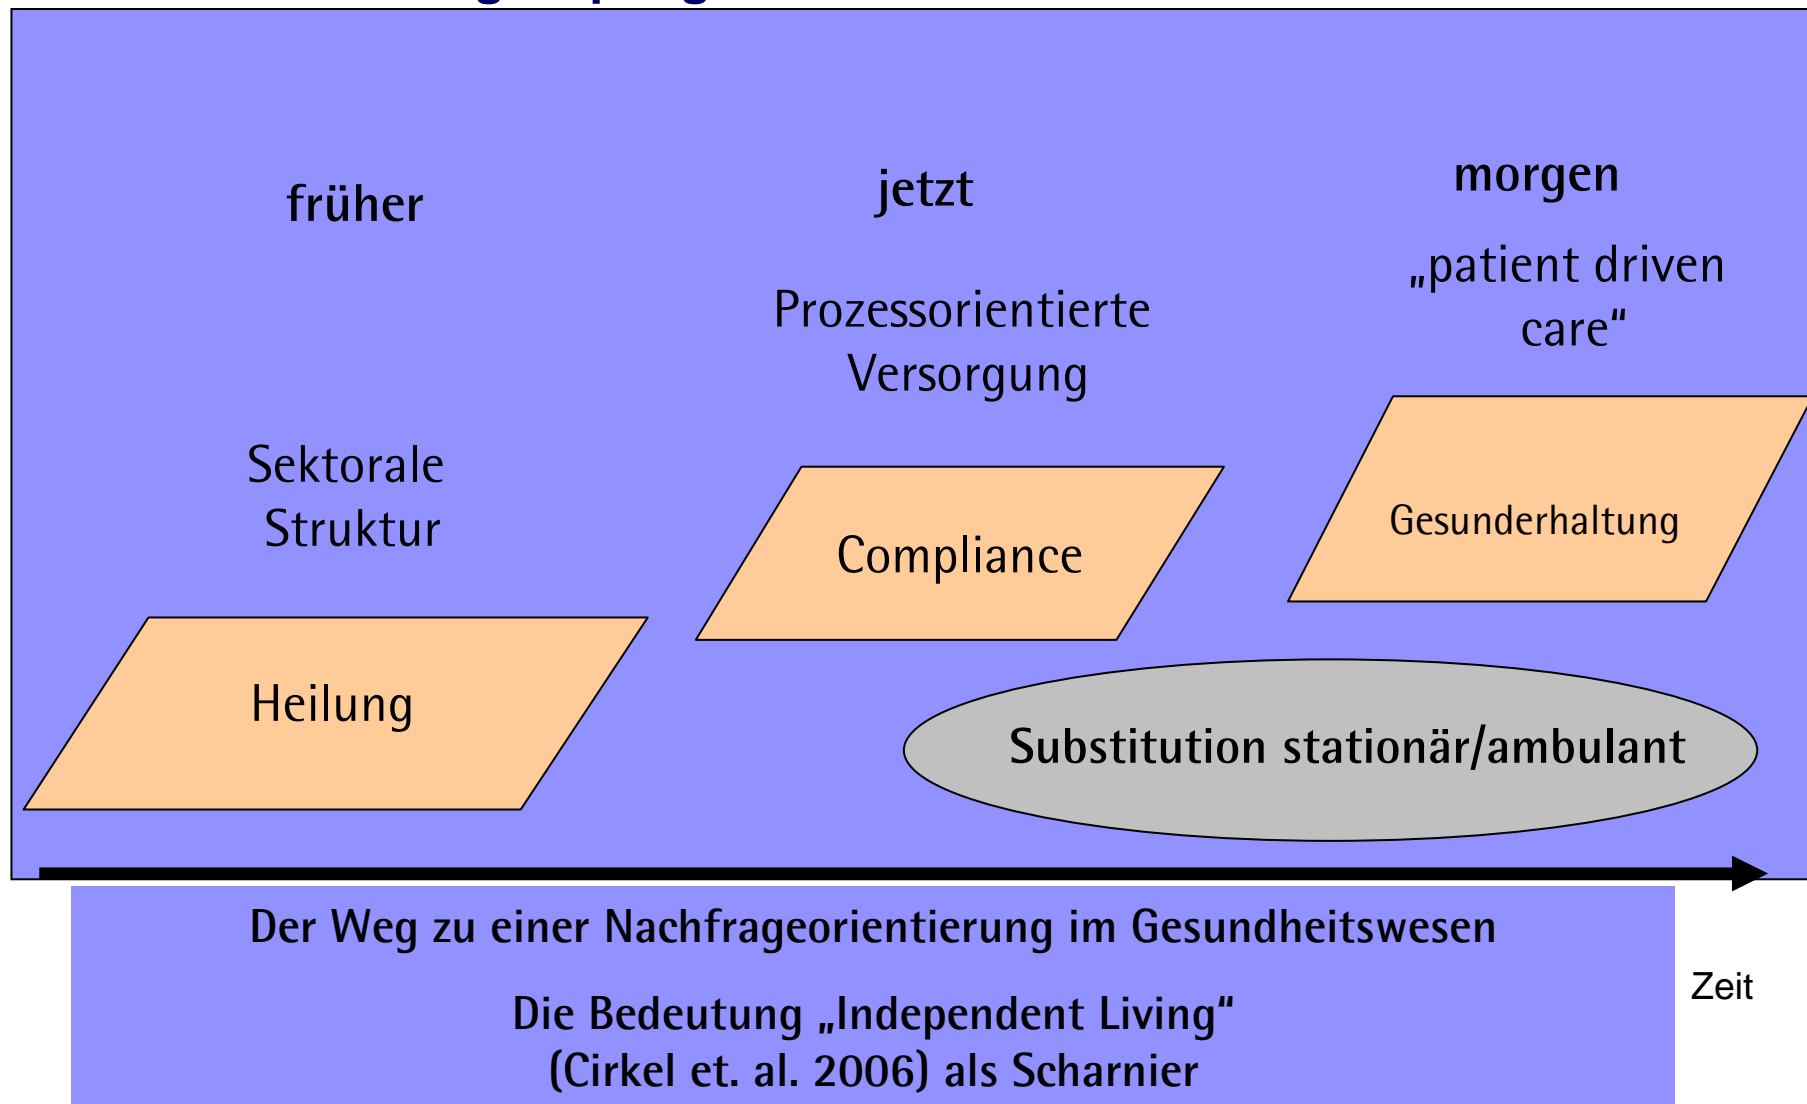 früher
Sektorale
Struktur
Heilung
jetzt
Prozessorientierte
Versorgung
Compliance
morgen
„patient driven
care“
Gesunderhaltung
Substitution stationär/ambulant
Der Weg zu einer Nachfrageorientierung im Gesundheitswesen
Die Bedeutung „Independent Living“
(Cirkel et. al. 2006) als Scharnier
Zeit